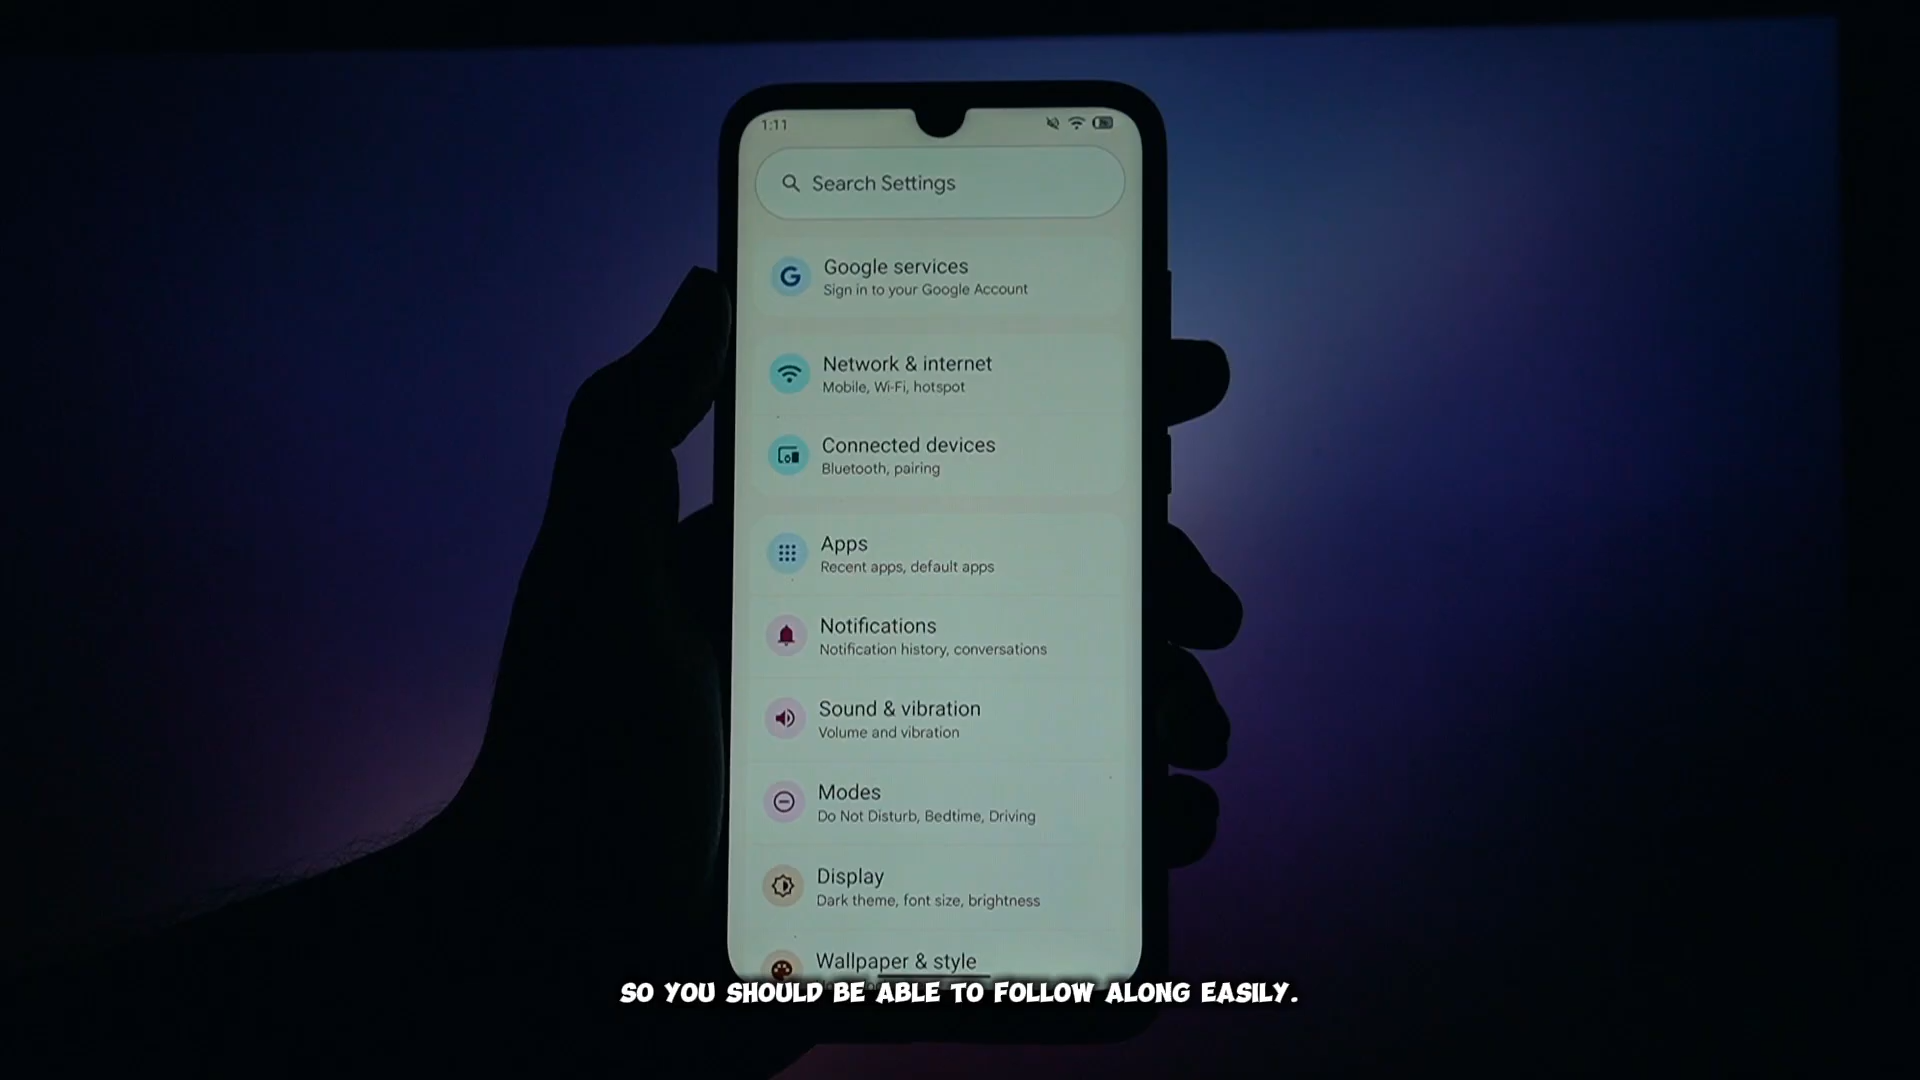 1:11
Search Settings
Google services
Sign in to your Google Account
Network & internet
Mobile, Wi-Fi, hotspot
Connected devices
Bluetooth, pairing
Apps
Recent apps, default apps
Notifications
Notification history, conversations
Sound & vibration
Volume and vibration
Modes
Do Not Disturb, Bedtime, Driving
Display
Dark theme, font size, brightness
Wallpaper & style
SO YOU SHOULD BE ABLE TO FOLLOW ALONG EASILY.